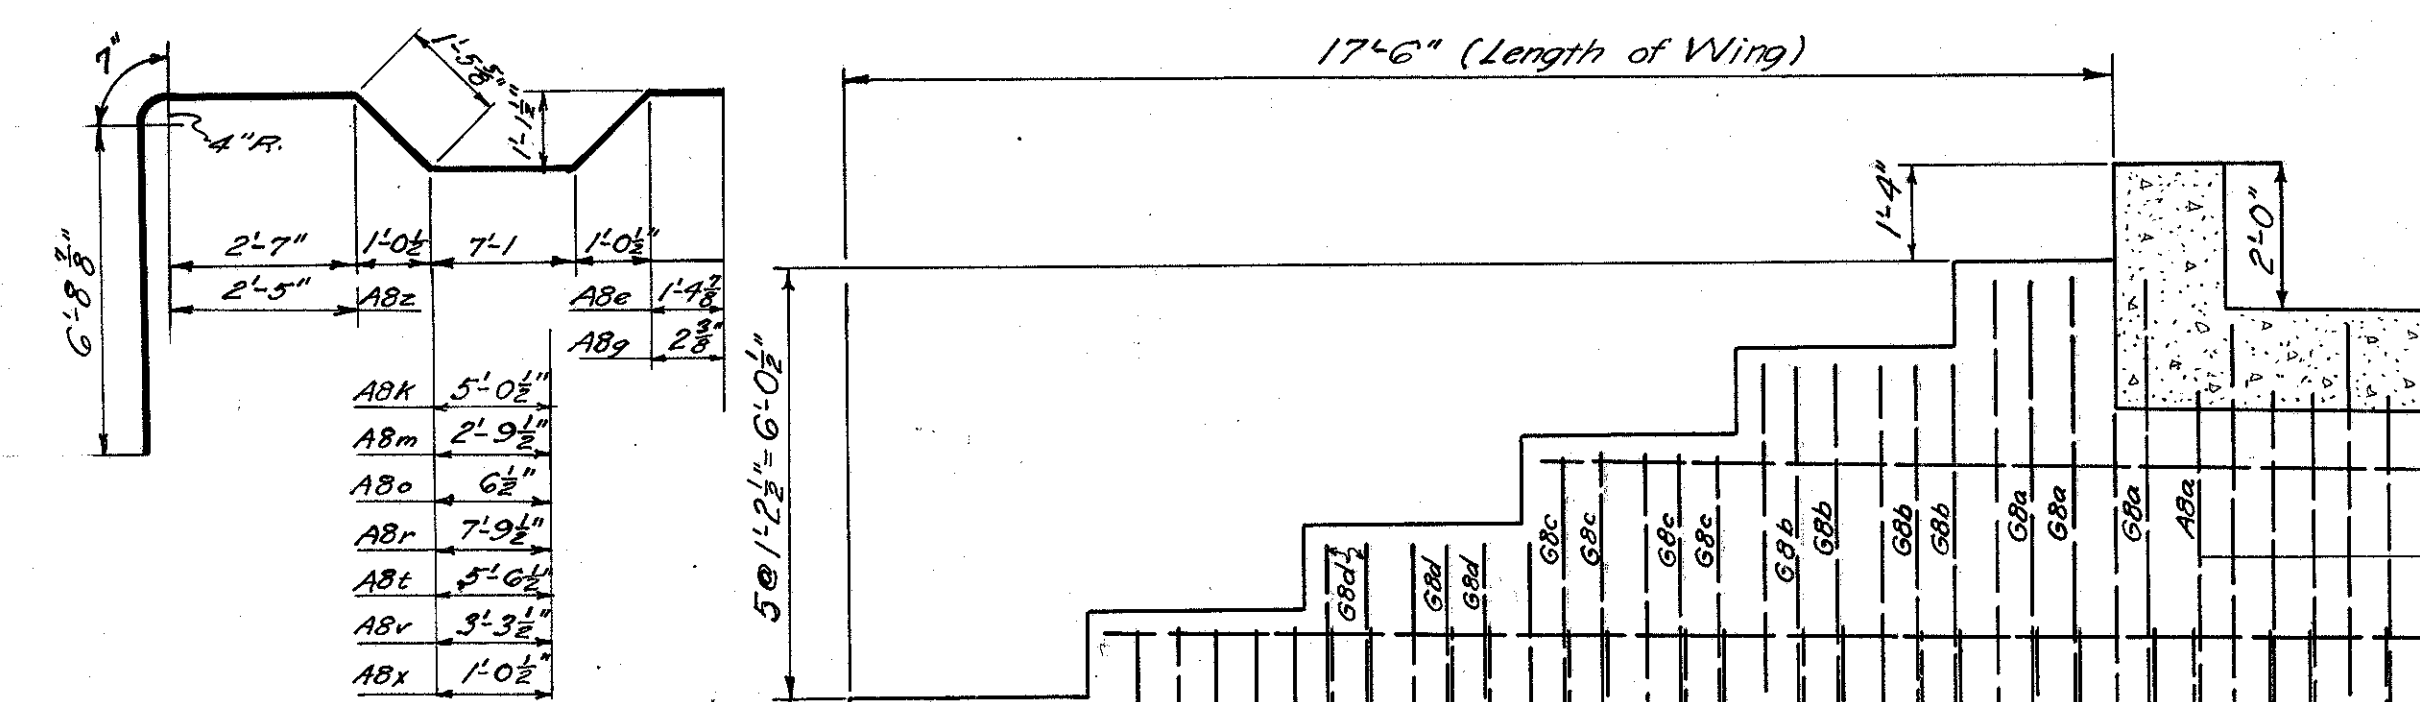 7"
1'-5 5/8"
1'-1 1/2"
4"R.
6'-8 7/8"
2'-7" 1'-0 1/2 7'-1 1'-0 1/2"
2'-5" A8z A8e 1'-4 7/8
A8g 2 3/8"
A8k 5'-0 1/2"
A8m 2'-9 1/2"
A8o 6 1/2"
A8r 7'-9 1/2"
A8t 5'-6 1/2"
A8v 3'-3 1/2"
A8x 1'-0 1/2"
17'-6" (Length of Wing)
1'-4"
2'-0"
5@1'-2 1/2"=6'-0 1/2"
G8d
G8d
G8d
G8c
G8c
G8c
G8c
G8b
G8b
G8b
G8b
G8a
G8a
G8a
A8a